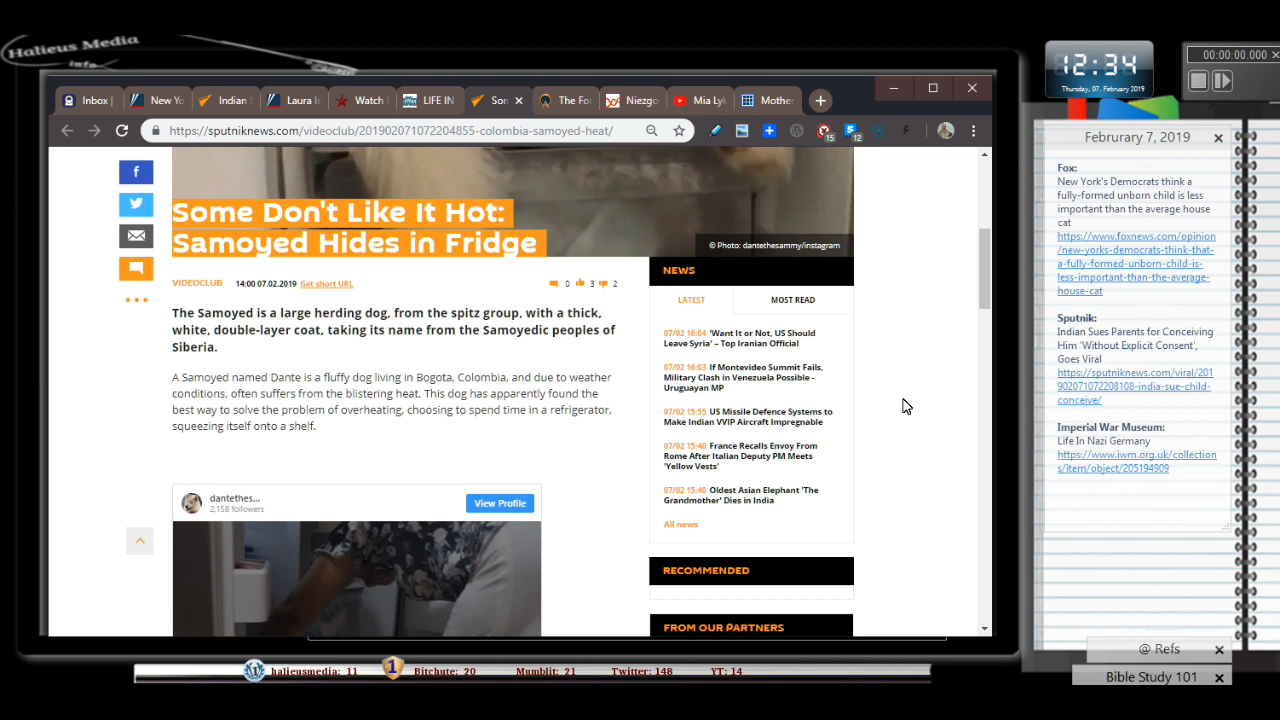 Halieus Media
info
Inbox |
New Yo
Indian S
Laura In
Watch
LIFE IN
Som
The Fo
Niezgo
Mia Lyk
Mother
https://sputniknews.com/videoclub/201902071072204855-colombia-samoyed-heat/
15
12
Some Don't Like It Hot:
Samoyed Hides in Fridge
© Photo: dantethesammy/instagram
VIDEOCLUB 14:00 07.02.2019 Get short URL
0 3 2
The Samoyed is a large herding dog, from the spitz group, with a thick,
white, double-layer coat, taking its name from the Samoyedic peoples of
Siberia.
A Samoyed named Dante is a fluffy dog living in Bogota, Colombia, and due to weather
conditions, often suffers from the blistering heat. This dog has apparently found the
best way to solve the problem of overheating, choosing to spend time in a refrigerator,
squeezing itself onto a shelf.
dantethes...
2,158 followers
View Profile
NEWS
LATEST MOST READ
07/02 16:04 'Want It or Not, US Should
Leave Syria' – Top Iranian Official
07/02 16:03 If Montevideo Summit Fails,
Military Clash in Venezuela Possible -
Uruguayan MP
07/02 15:55 US Missile Defence Systems to
Make Indian VVIP Aircraft Impregnable
07/02 15:40 France Recalls Envoy From
Rome After Italian Deputy PM Meets
'Yellow Vests'
07/02 15:40 Oldest Asian Elephant 'The
Grandmother' Dies in India
All news
RECOMMENDED
FROM OUR PARTNERS
12:34
Thursday, 07. February 2019
00:00:00.000
Februrary 7, 2019
Fox:
New York's Democrats think a
fully-formed unborn child is less
important than the average house
cat
https://www.foxnews.com/opinion
/new-yorks-democrats-think-that-
a-fully-formed-unborn-child-is-
less-important-than-the-average-
house-cat
Sputnik:
Indian Sues Parents for Conceiving
Him 'Without Explicit Consent',
Goes Viral
https://sputniknews.com/viral/201
902071072208108-india-sue-child-
conceive/
Imperial War Museum:
Life In Nazi Germany
https://www.iwm.org.uk/collection
s/item/object/205194909
@ Refs
Bible Study 101
halieusmedia: 11 1 Bitchute: 20 Mumblit: 21 Twitter: 148 YT: 14